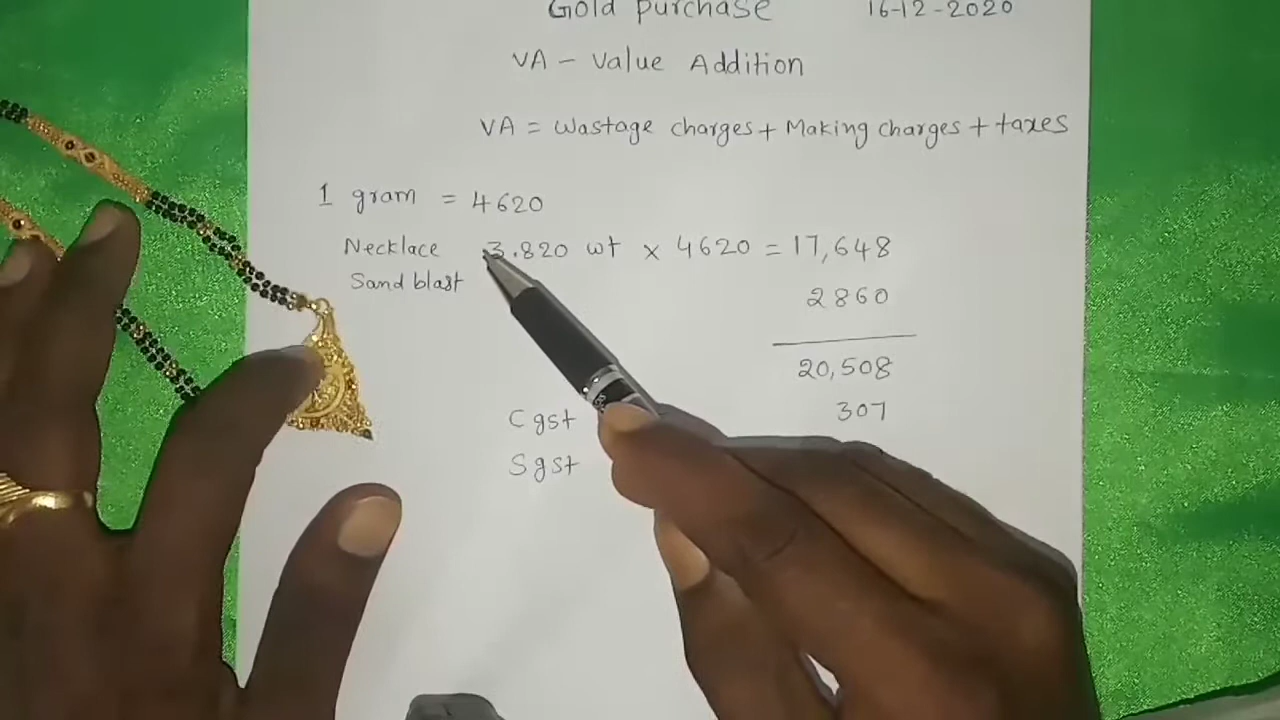 Gold Purchase 16-12-2020
VA - Value Addition
VA = Wastage charges + Making charges + taxes
1 gram = 4620
Necklace 3.820 wt x 4620 = 17,648
Sand blast 2860
20,508
Cgst 307
Sgst